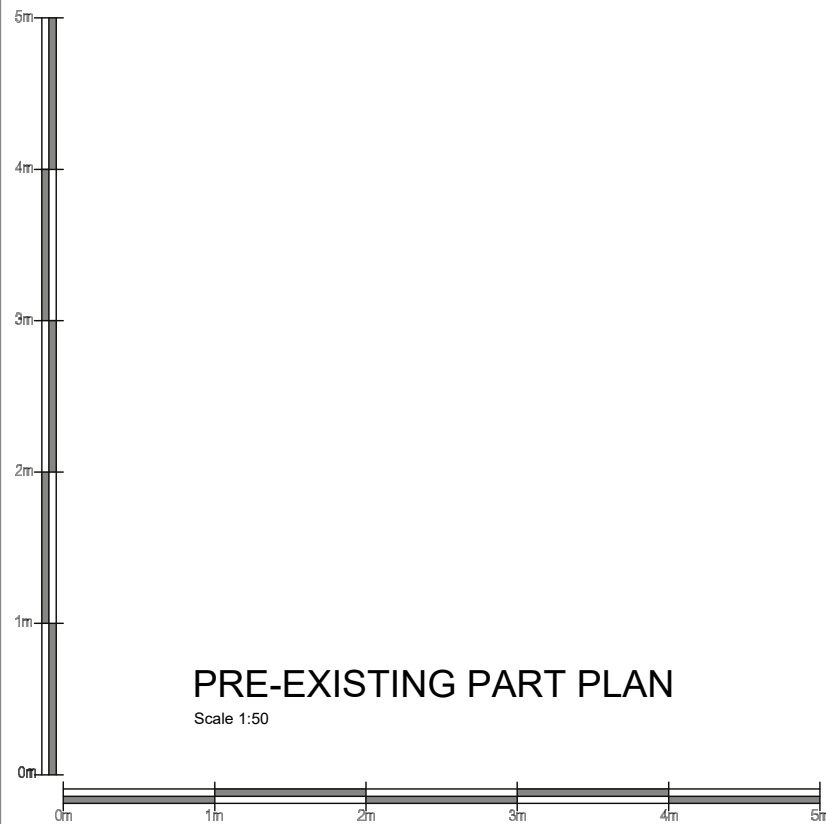 5m
4m
3m
2m
1m
PRE-EXISTING PART PLAN
Scale 1:50
0m
0m 1m 2m 3m 4m 5m